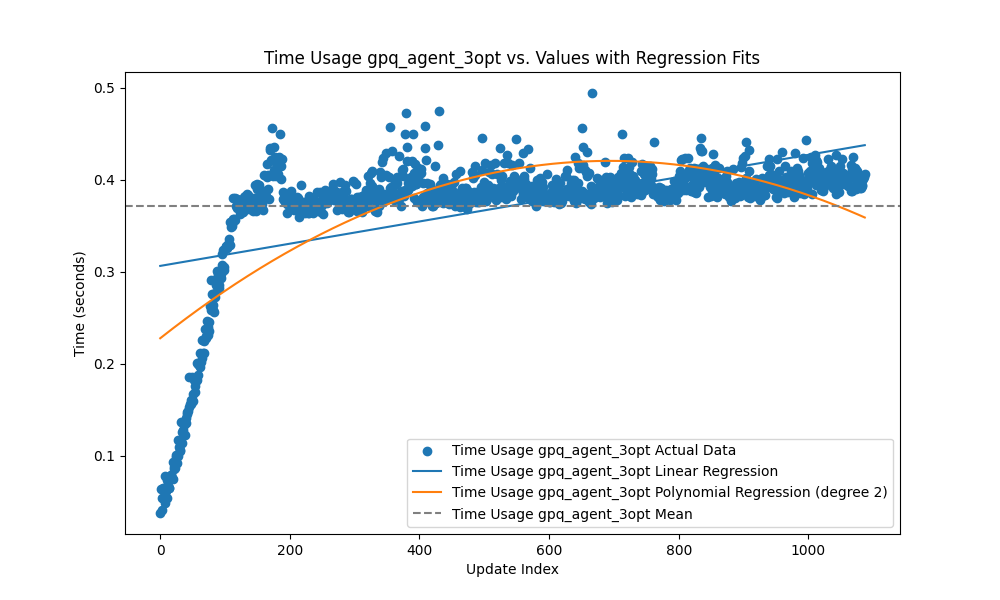 Time Usage gpq_agent_3opt vs. Values with Regression Fits
0.5
0.4
0.3
0.2
0.1
Time (seconds)
Time Usage gpq_agent_3opt Actual Data
Time Usage gpq_agent_3opt Linear Regression
Time Usage gpq_agent_3opt Polynomial Regression (degree 2)
Time Usage gpq_agent_3opt Mean
0 200 400 600 800 1000
Update Index